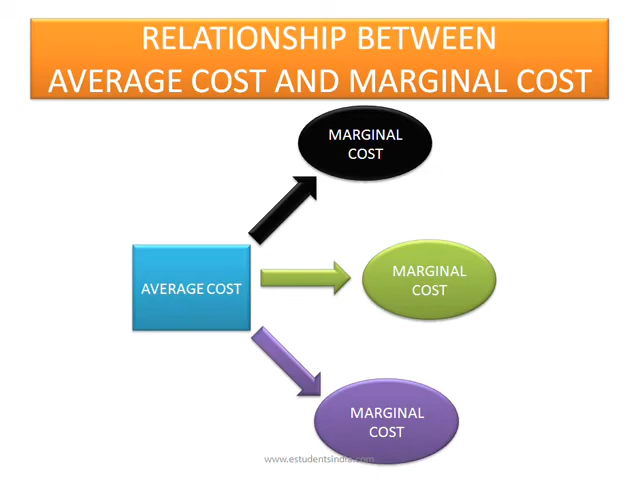 RELATIONSHIP BETWEEN
AVERAGE COST AND MARGINAL COST
MARGINAL
COST
AVERAGE COST
MARGINAL
COST
MARGINAL
COST
www.estudentsindia.com